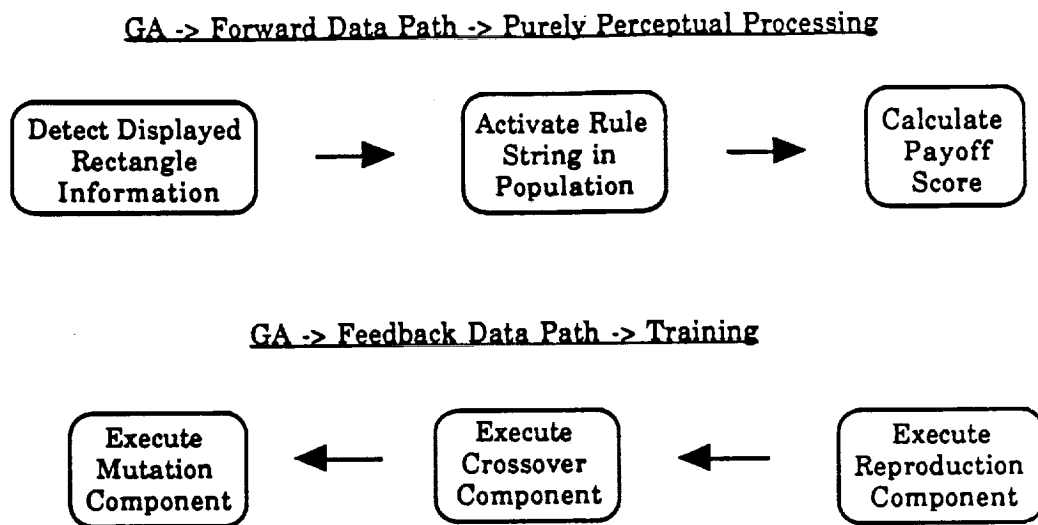 GA -> Forward Data Path -> Purely Perceptual Processing
Detect Displayed
Rectangle
Information
Activate Rule
String in
Population
Calculate
Payoff
Score
GA -> Feedback Data Path -> Training
Execute
Mutation
Component
Execute
Crossover
Component
Execute
Reproduction
Component